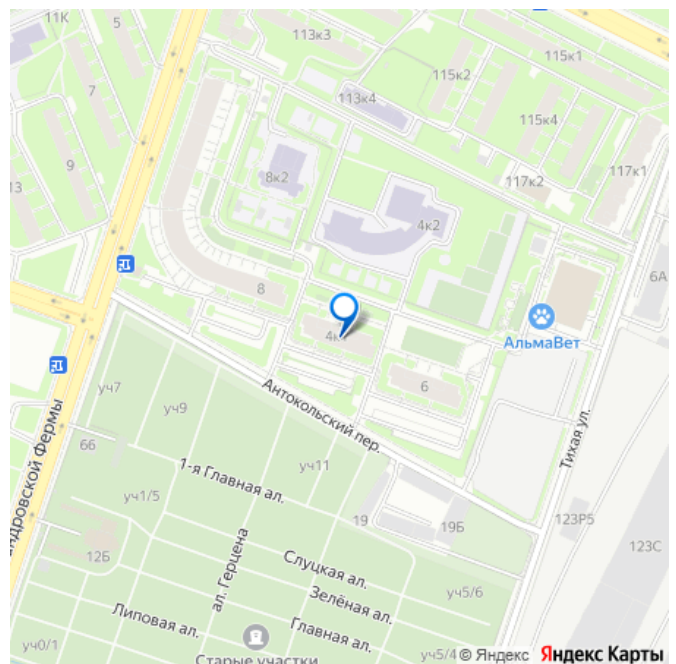 11К
5
113к3
115к1
7
115к2
113к4
115к4
9
117к1
8к2
117к2
13
4к2
6А
8
АльмаВет
6
Антокольский пер.
уч7
уч9
Тихая ул.
66
1-я Главная ал.
уч11
ндровской Фермы
уч1/5
19
19Б
123Р5
ал. Герцена
123С
12Б
Слуцкая ал.
Зелёная ал.
уч5/6
Липовая ал.
Главная ал.
уч0/1
уч5/4
© Яндекс Яндекс Карты
Старые участки